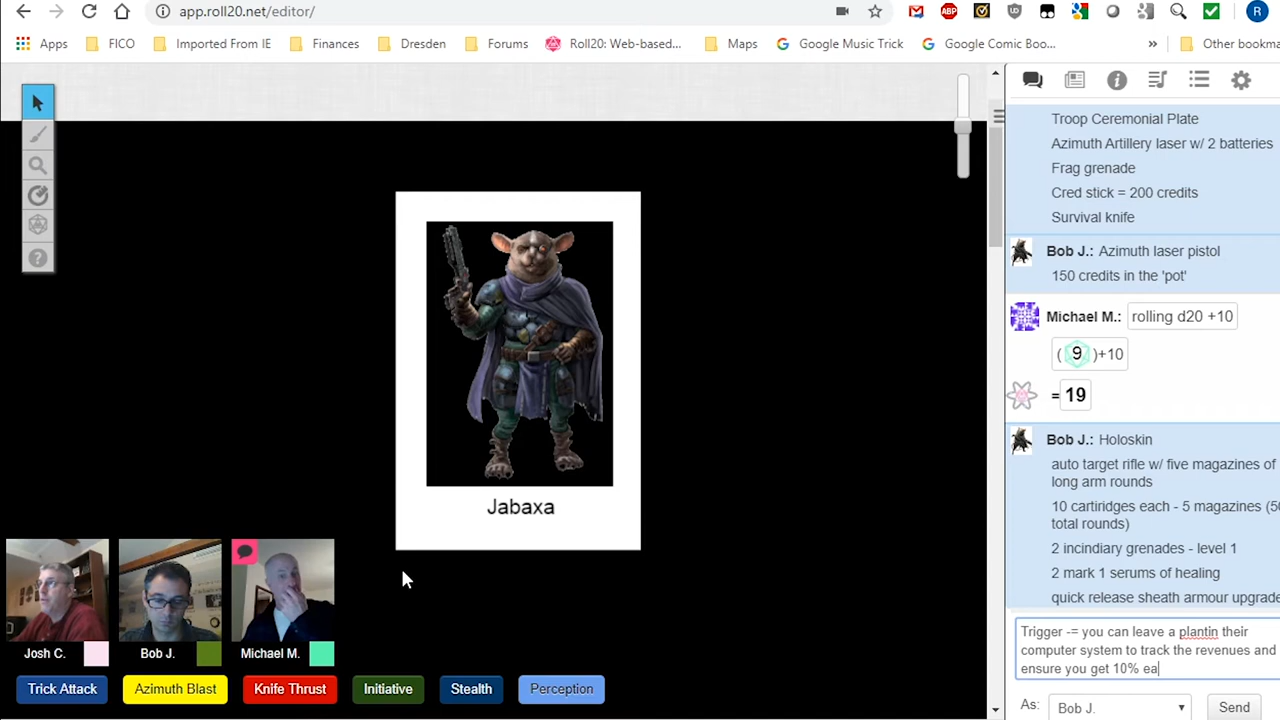 app.roll20.net/editor/
ABP
R
Apps FICO Imported From IE Finances Dresden Forums Roll20: Web-based... Maps Google Music Trick Google Comic Boo... » Other bookma
Troop Ceremonial Plate
Azimuth Artillery laser w/ 2 batteries
Frag grenade
Cred stick = 200 credits
Survival knife
Bob J.: Azimuth laser pistol
150 credits in the 'pot'
Michael M.: rolling d20 +10
(9)+10
=19
Bob J.: Holoskin
auto target rifle w/ five magazines of
long arm rounds
10 cartiridges each - 5 magazines (50
total rounds)
2 incindiary grenades - level 1
2 mark 1 serums of healing
quick release sheath armour upgrade
Trigger -= you can leave a plantin their
computer system to track the revenues and
ensure you get 10% ea
As: Bob J. Send
Jabaxa
Josh C. Bob J. Michael M.
Trick Attack Azimuth Blast Knife Thrust Initiative Stealth Perception